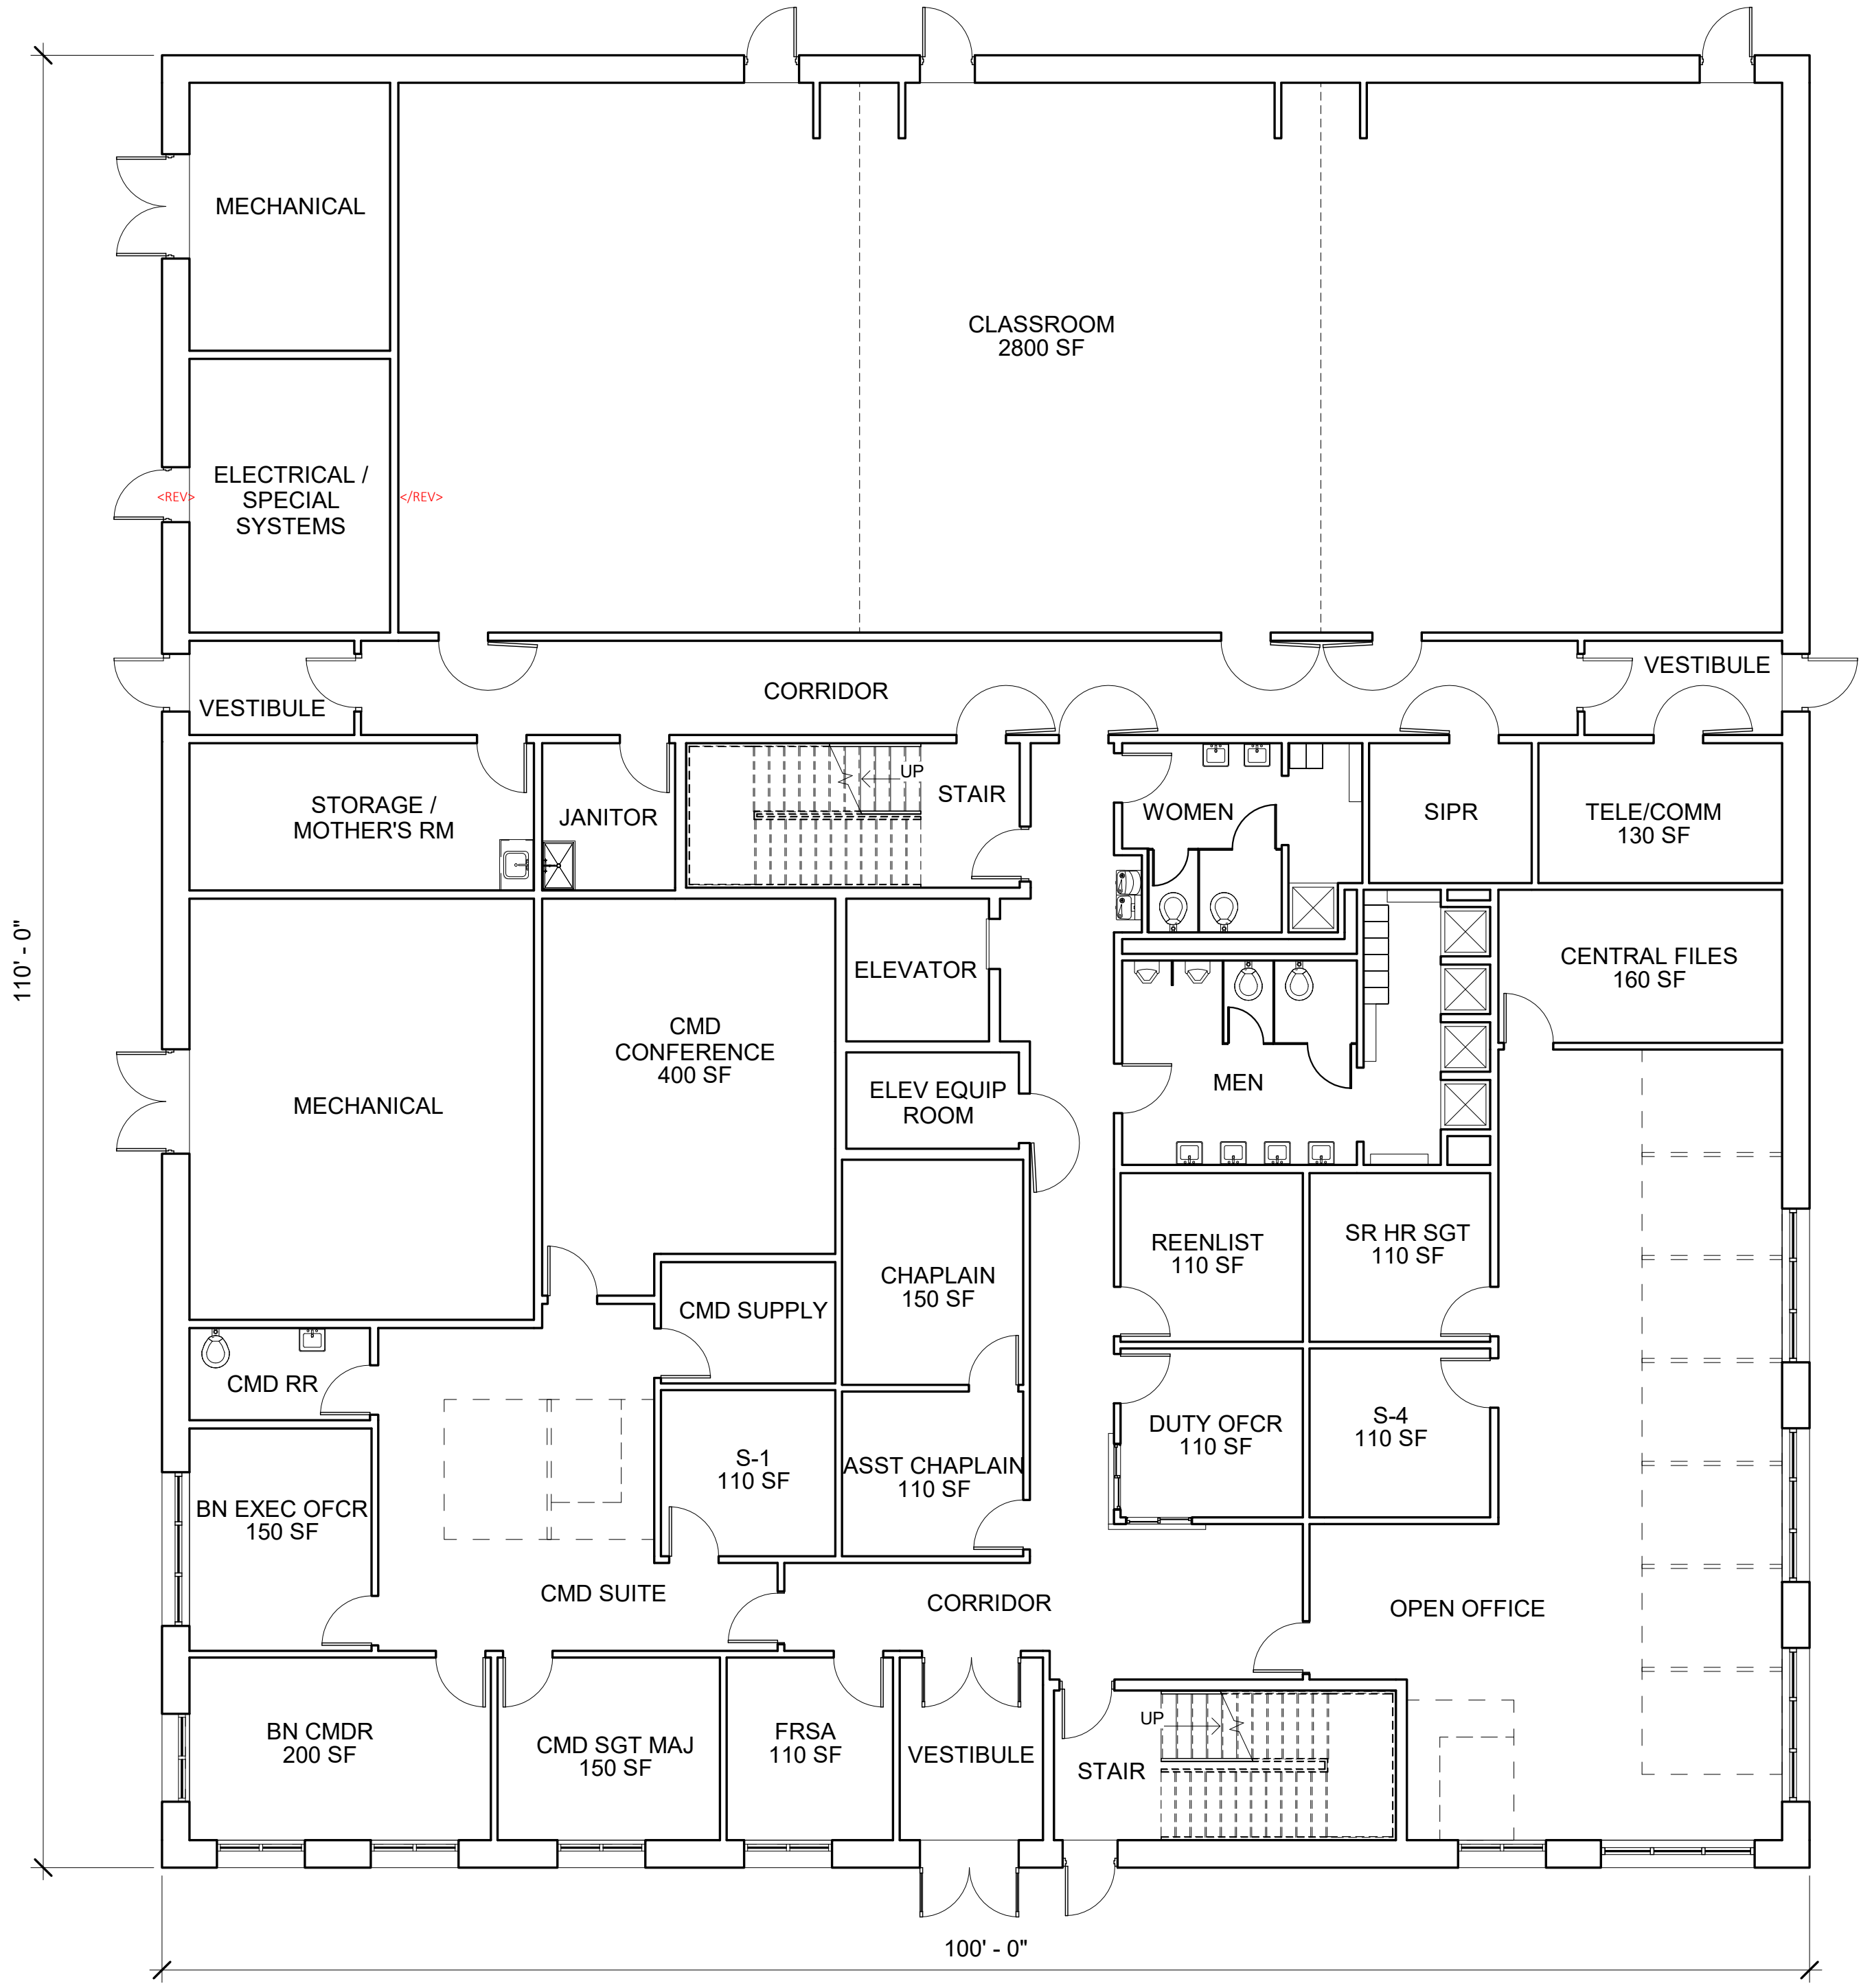 MECHANICAL
CLASSROOM
2800 SF
<REV>
ELECTRICAL /
SPECIAL
SYSTEMS
</REV>
VESTIBULE
CORRIDOR
VESTIBULE
STORAGE /
MOTHER'S RM
JANITOR
UP
STAIR
WOMEN
SIPR
TELE/COMM
130 SF
110' - 0"
MECHANICAL
CMD
CONFERENCE
400 SF
ELEVATOR
ELEV EQUIP
ROOM
MEN
CENTRAL FILES
160 SF
CHAPLAIN
150 SF
REENLIST
110 SF
SR HR SGT
110 SF
CMD SUPPLY
CMD RR
S-1
110 SF
ASST CHAPLAIN
110 SF
DUTY OFCR
110 SF
S-4
110 SF
BN EXEC OFCR
150 SF
CMD SUITE
CORRIDOR
OPEN OFFICE
BN CMDR
200 SF
CMD SGT MAJ
150 SF
FRSA
110 SF
VESTIBULE
UP
STAIR
100' - 0"